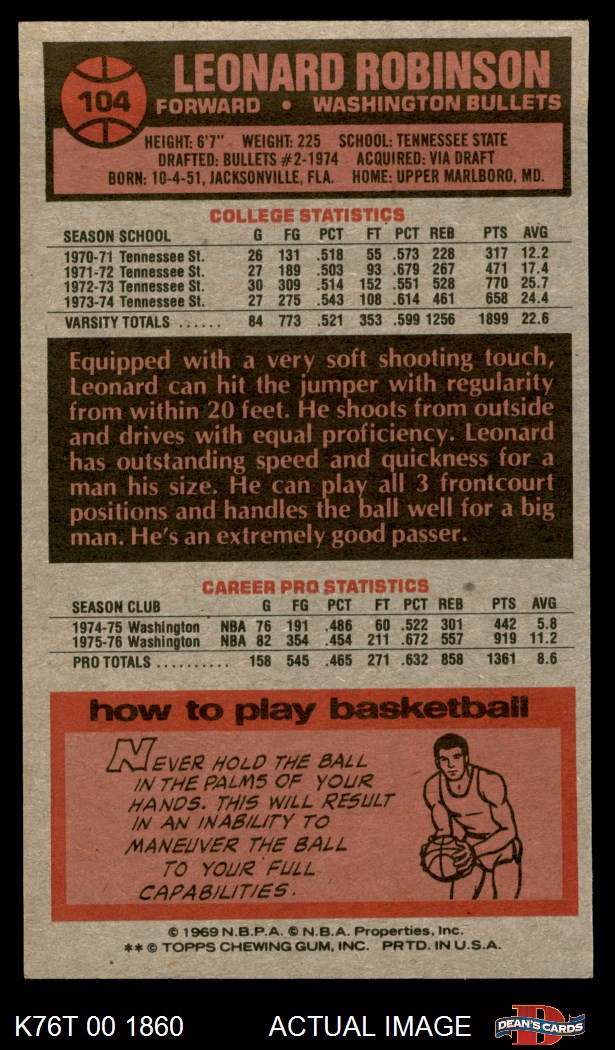 104
LEONARD ROBINSON
FORWARD • WASHINGTON BULLETS
HEIGHT: 6'7" WEIGHT: 225 SCHOOL: TENNESSEE STATE
DRAFTED: BULLETS #2-1974 ACQUIRED: VIA DRAFT
BORN: 10-4-51, JACKSONVILLE, FLA. HOME: UPPER MARLBORO, MD.
COLLEGE STATISTICS
SEASON SCHOOL G FG PCT FT PCT REB PTS AVG
1970-71 Tennessee St. 26 131 .518 55 .573 228 317 12.2
1971-72 Tennessee St. 27 189 .503 93 .679 267 471 17.4
1972-73 Tennessee St. 30 309 .514 152 .551 528 770 25.7
1973-74 Tennessee St. 27 275 .543 108 .614 461 658 24.4
VARSITY TOTALS ...... 84 773 .521 353 .599 1256 1899 22.6
Equipped with a very soft shooting touch,
Leonard can hit the jumper with regularity
from within 20 feet. He shoots from outside
and drives with equal proficiency. Leonard
has outstanding speed and quickness for a
man his size. He can play all 3 frontcourt
positions and handles the ball well for a big
man. He's an extremely good passer.
CAREER PRO STATISTICS
SEASON CLUB G FG PCT FT PCT REB PTS AVG
1974-75 Washington NBA 76 191 .486 60 .522 301 442 5.8
1975-76 Washington NBA 82 354 .454 211 .672 557 919 11.2
PRO TOTALS .......... 158 545 .465 271 .632 858 1361 8.6
how to play basketball
NEVER HOLD THE BALL
IN THE PALMS OF YOUR
HANDS. THIS WILL RESULT
IN AN INABILITY TO
MANEUVER THE BALL
TO YOUR FULL
CAPABILITIES.
© 1969 N.B.P.A. © N.B.A. Properties, Inc.
** © TOPPS CHEWING GUM, INC. PRTD. IN U.S.A.
K76T 00 1860 ACTUAL IMAGE
D
DEAN'S CARDS